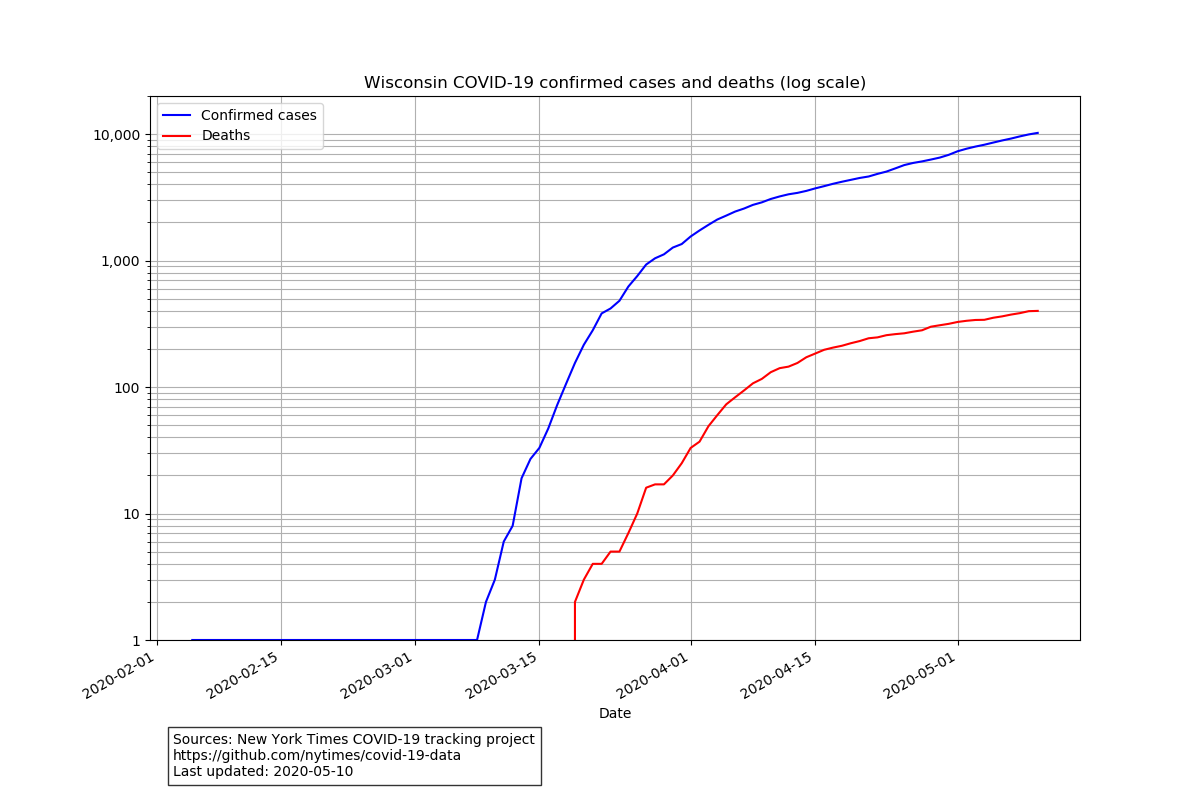 Wisconsin COVID-19 confirmed cases and deaths (log scale)
Confirmed cases
Deaths
10,000
1,000
100
10
1
2020-02-01
2020-02-15
2020-03-01
2020-03-15
2020-04-01
2020-04-15
2020-05-01
Date
Sources: New York Times COVID-19 tracking project
https://github.com/nytimes/covid-19-data
Last updated: 2020-05-10